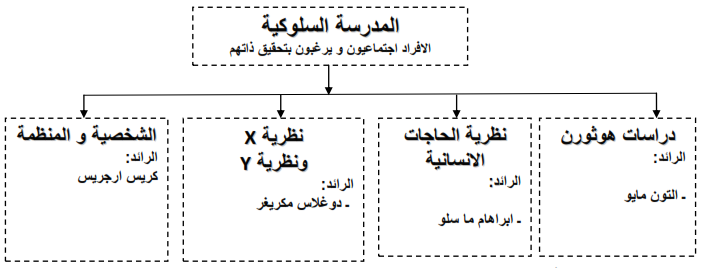 المدرسة السلوكية
الافراد اجتماعيون و يرغبون بتحقيق ذاتهم
دراسات هوثورن
الرائد:
ـ التون مايو
نظرية الحاجات
الانسانية
الرائد:
ـ ابراهام ما سلو
نظرية X
ونظرية Y
الرائد:
ـ دوغلاس مكريغر
الشخصية و المنظمة
الرائد:
كريس ارجريس